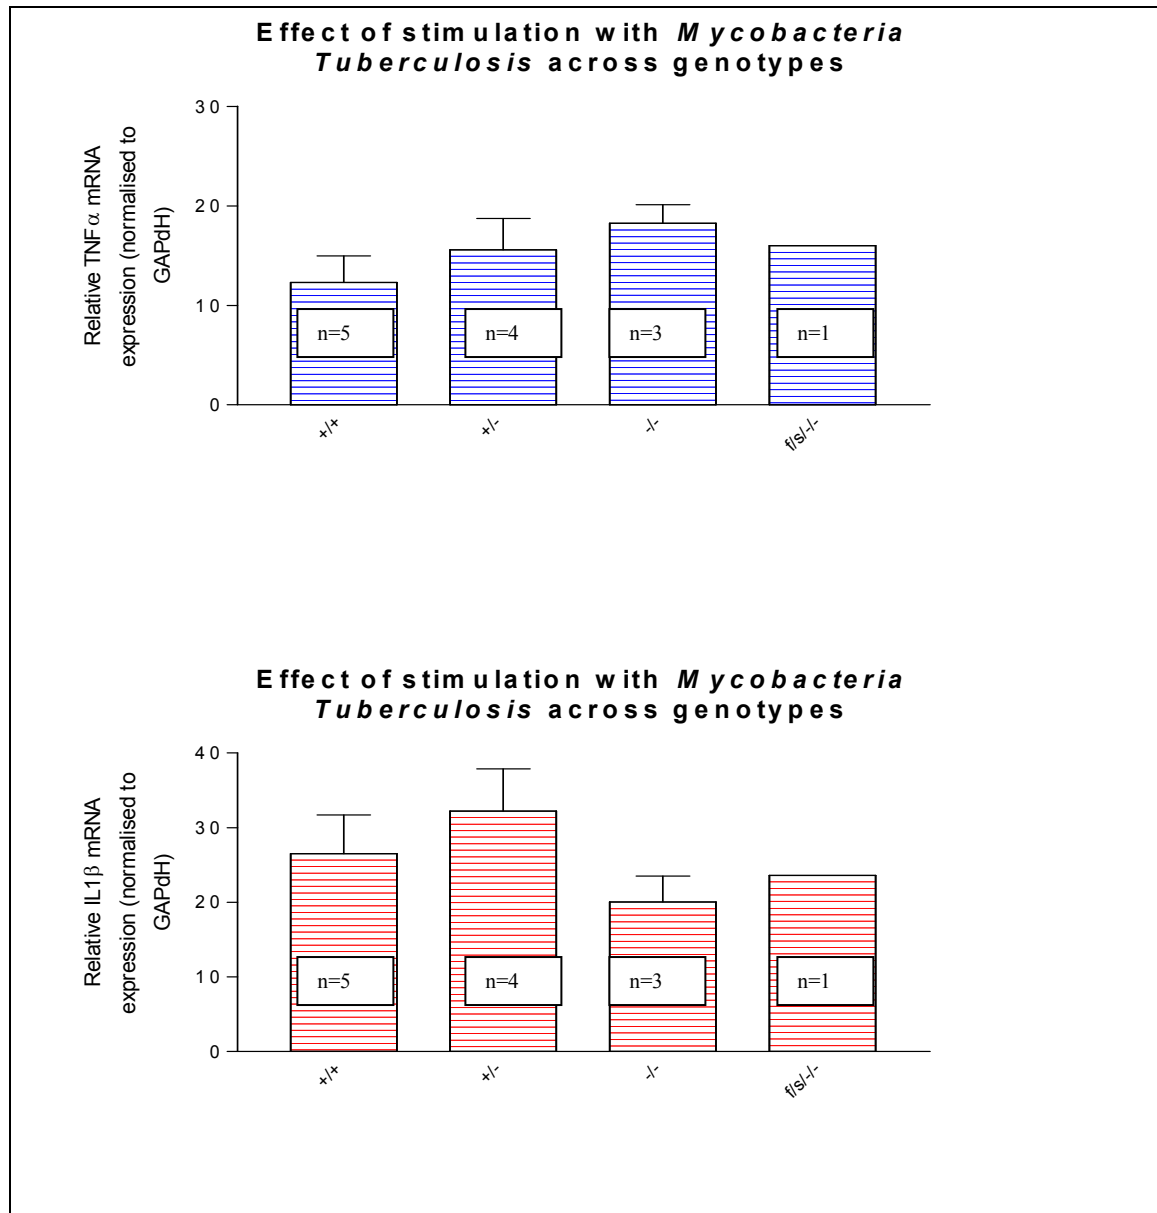 Effect of stimulation with Mycobacteria
Tuberculosis across genotypes
Relative TNFα mRNA
expression (normalised to
GAPdH)
30
20
10
0
n=5
n=4
n=3
n=1
+/+
+/-
-/-
f/s/-/-
Effect of stimulation with Mycobacteria
Tuberculosis across genotypes
Relative IL1β mRNA
expression (normalised to
GAPdH)
40
30
20
10
0
n=5
n=4
n=3
n=1
+/+
+/-
-/-
f/s/-/-